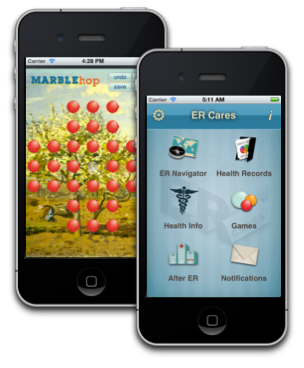 Carrier 4:28 PM
MARBLEhop
undo
save
Carrier 5:11 AM
ER Cares i
ER Navigator Health Records
Health Info Games
After ER Notifications